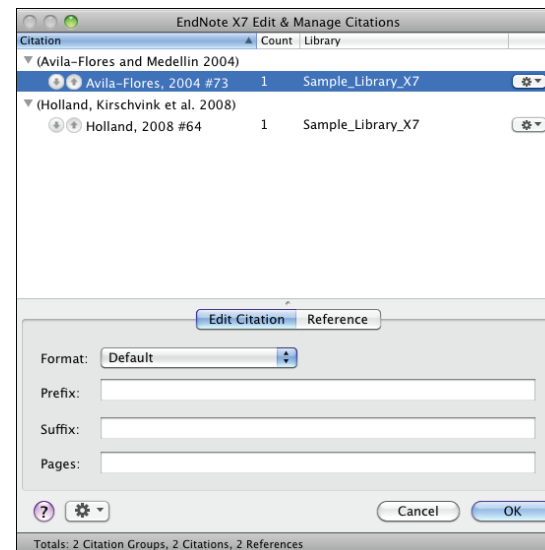 EndNote X7 Edit & Manage Citations
Citation Count Library
(Avila-Flores and Medellin 2004)
Avila-Flores, 2004 #73 1 Sample_Library_X7
(Holland, Kirschvink et al. 2008)
Holland, 2008 #64 1 Sample_Library_X7
Edit Citation Reference
Format: Default
Prefix:
Suffix:
Pages:
? Cancel OK
Totals: 2 Citation Groups, 2 Citations, 2 References